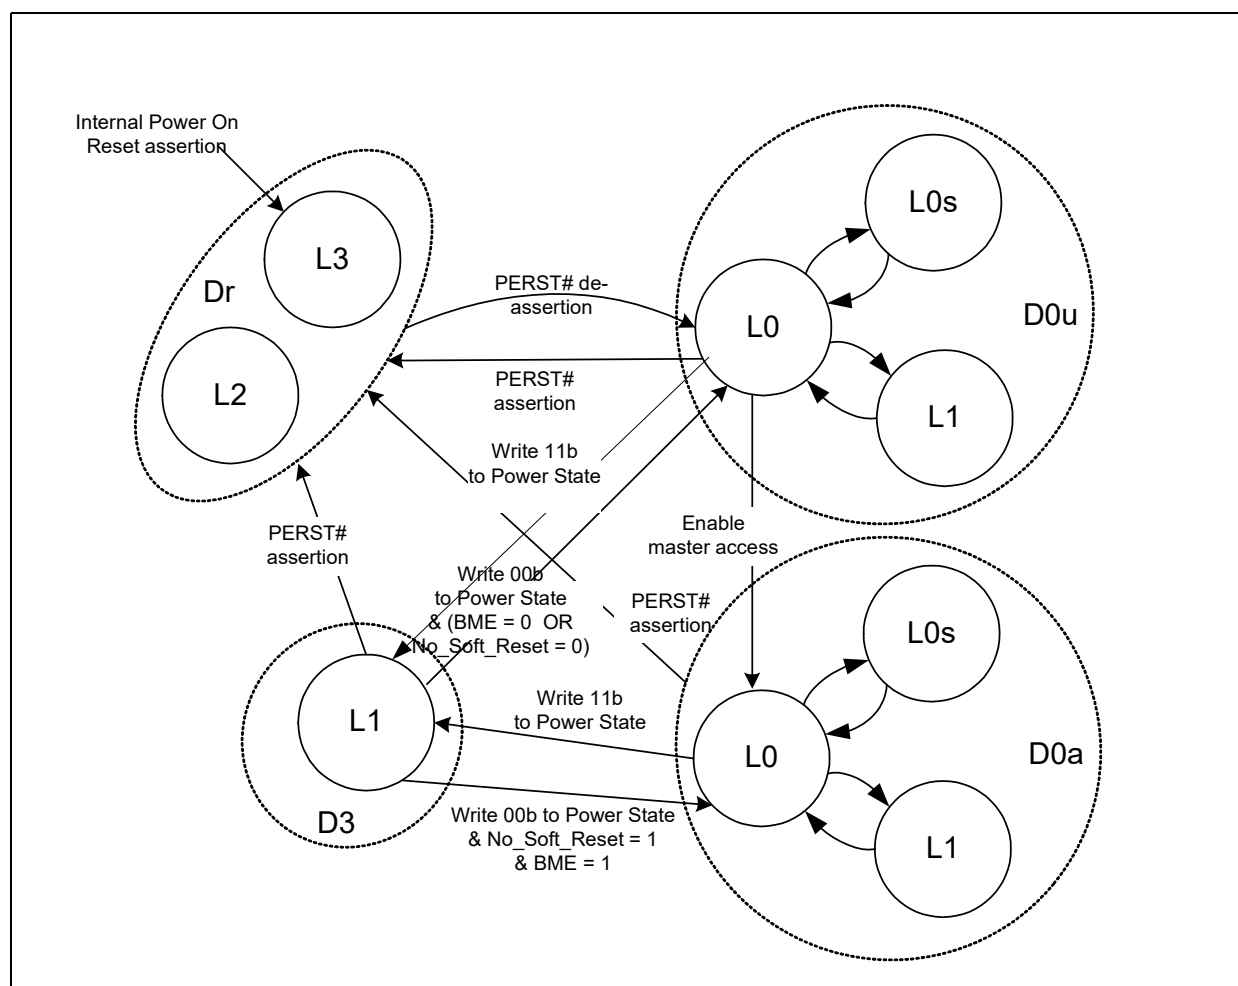 Internal Power On
Reset assertion
L3
Dr
L2
PERST# de-
assertion
PERST#
assertion
Write 11b
to Power State
L0s
L0
D0u
L1
PERST#
assertion
Enable
master access
Write 00b
to Power State
& (BME = 0 OR
No_Soft_Reset = 0)
PERST#
assertion
L1
D3
Write 11b
to Power State
Write 00b to Power State
& No_Soft_Reset = 1
& BME = 1
L0s
L0
D0a
L1